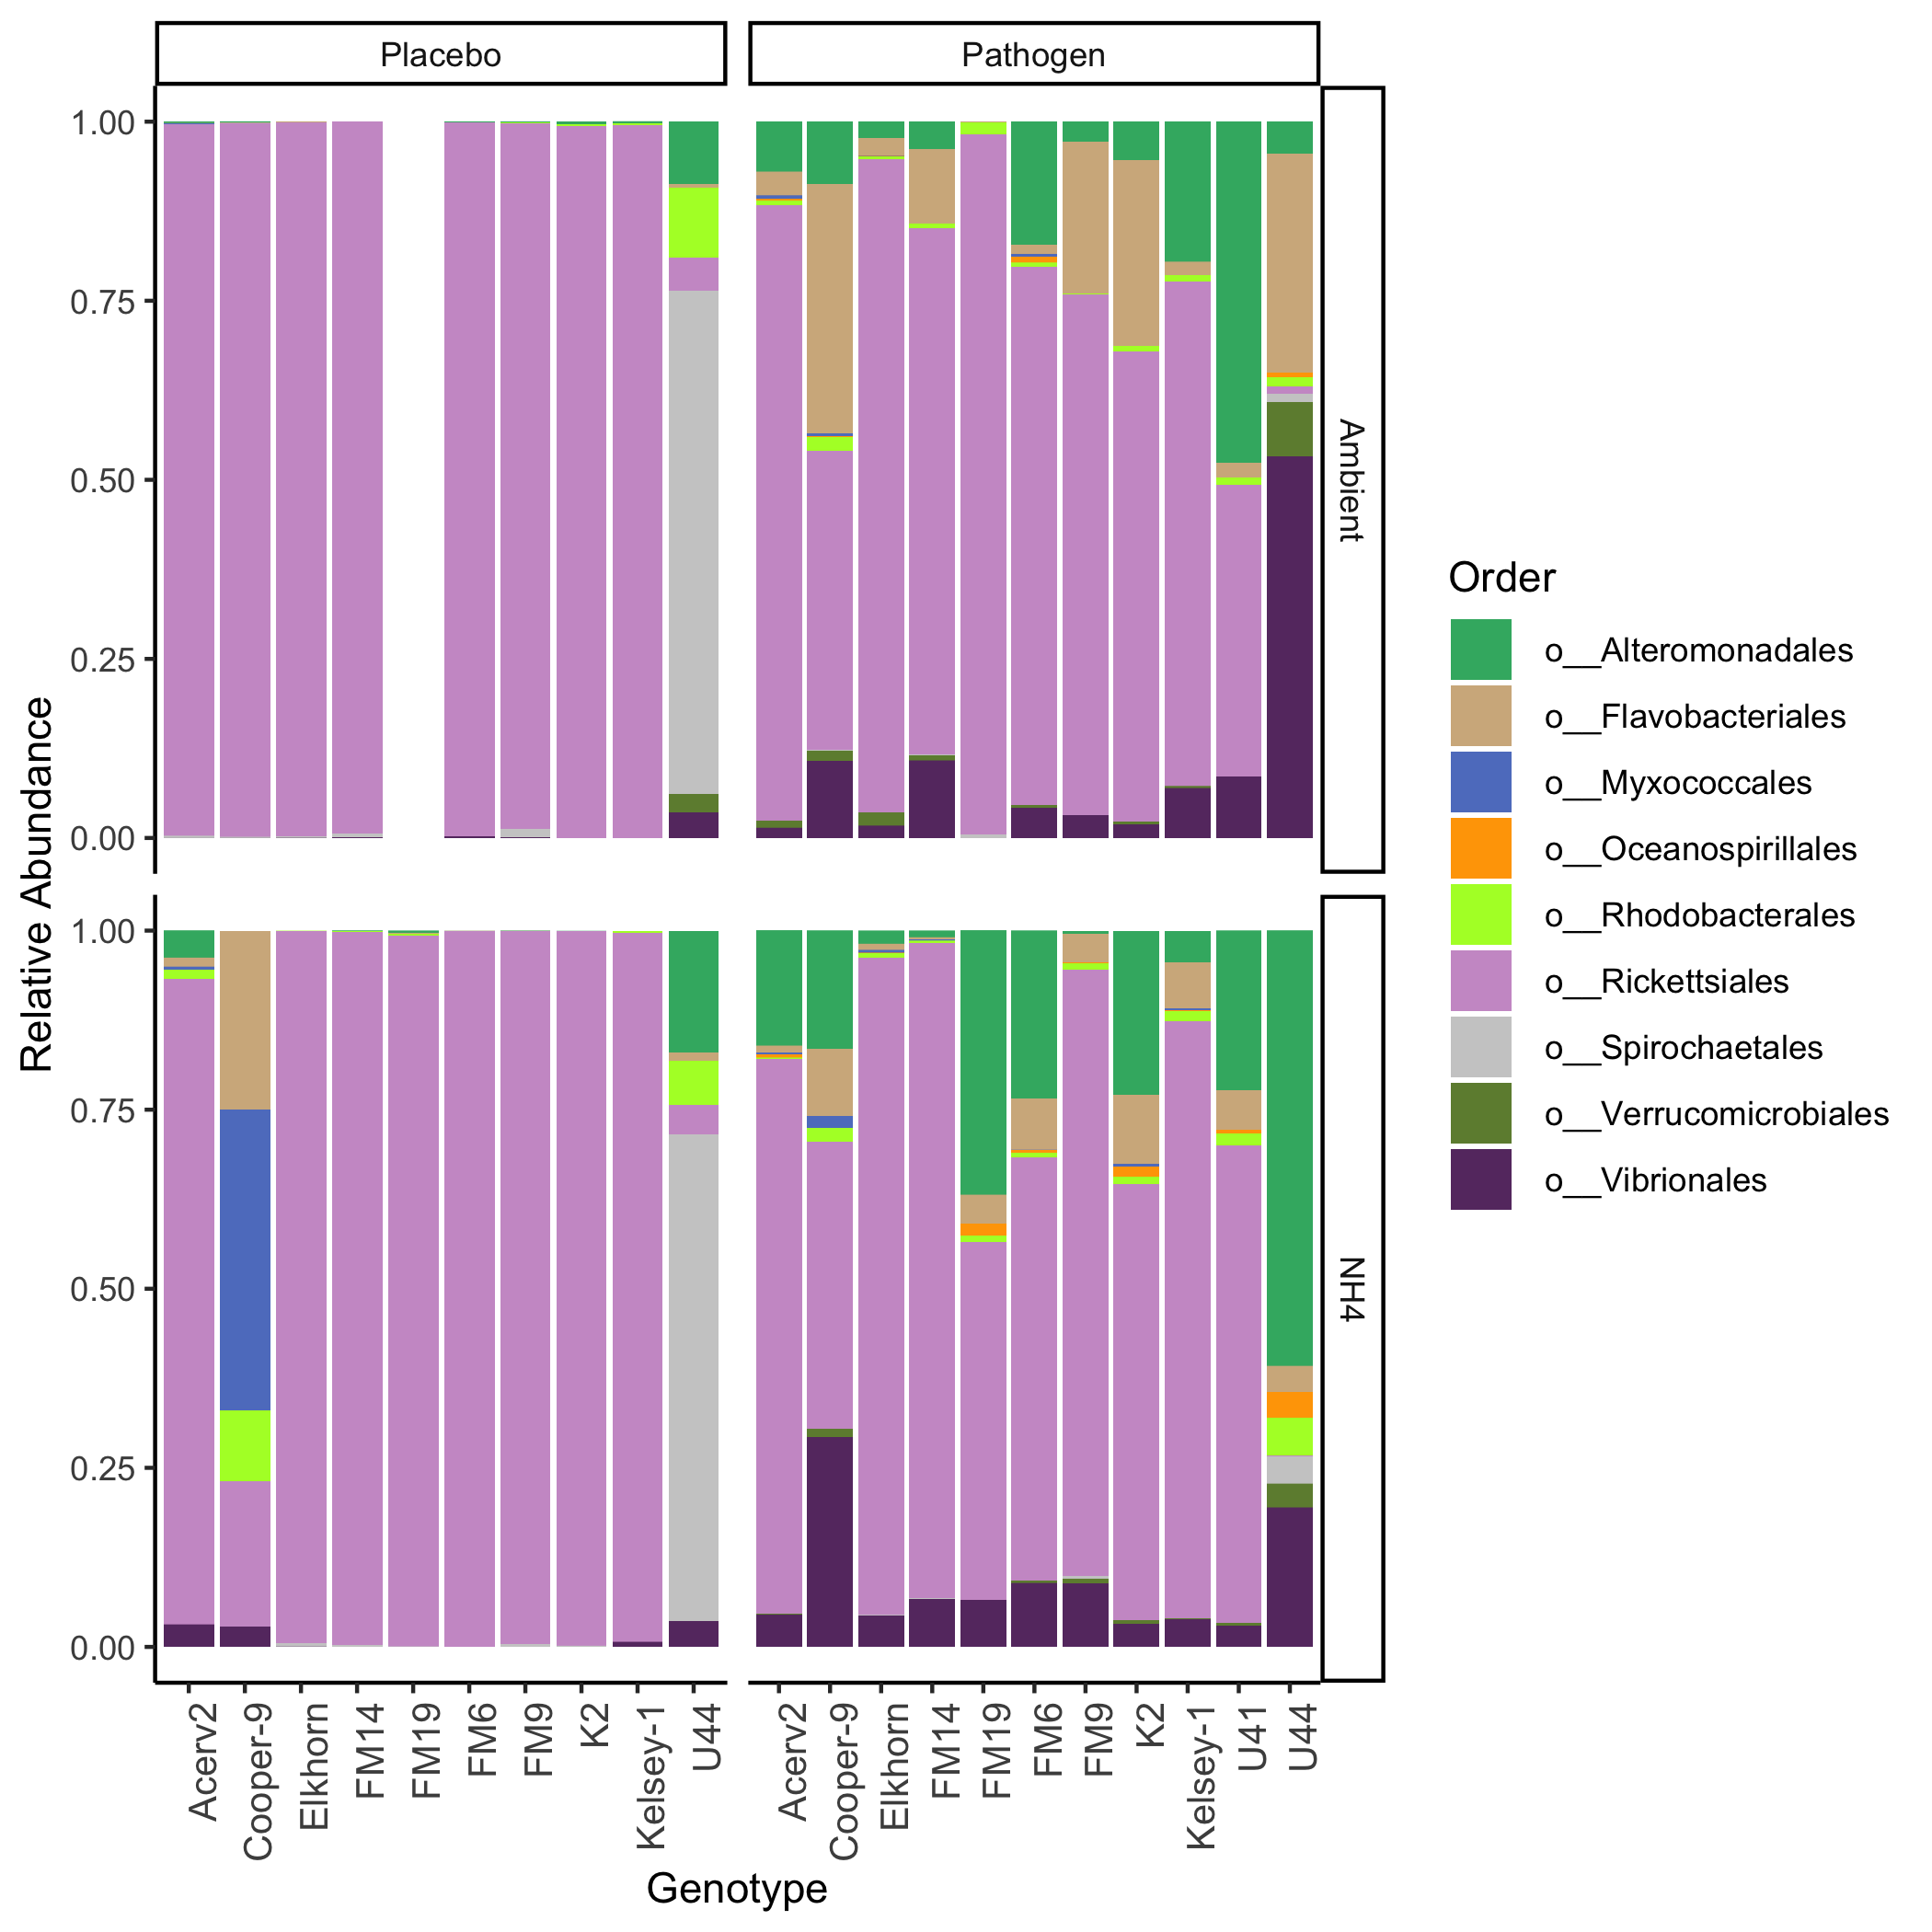 Placebo
Pathogen
1.00
0.75
0.50
0.25
0.00
Ambient
1.00
0.75
0.50
0.25
0.00
NH4
Relative Abundance
Acerv2
Cooper-9
Elkhorn
FM14
FM19
FM6
FM9
K2
Kelsey-1
U44
Acerv2
Cooper-9
Elkhorn
FM14
FM19
FM6
FM9
K2
Kelsey-1
U41
U44
Genotype
Order
o__Alteromonadales
o__Flavobacteriales
o__Myxococcales
o__Oceanospirillales
o__Rhodobacterales
o__Rickettsiales
o__Spirochaetales
o__Verrucomicrobiales
o__Vibrionales